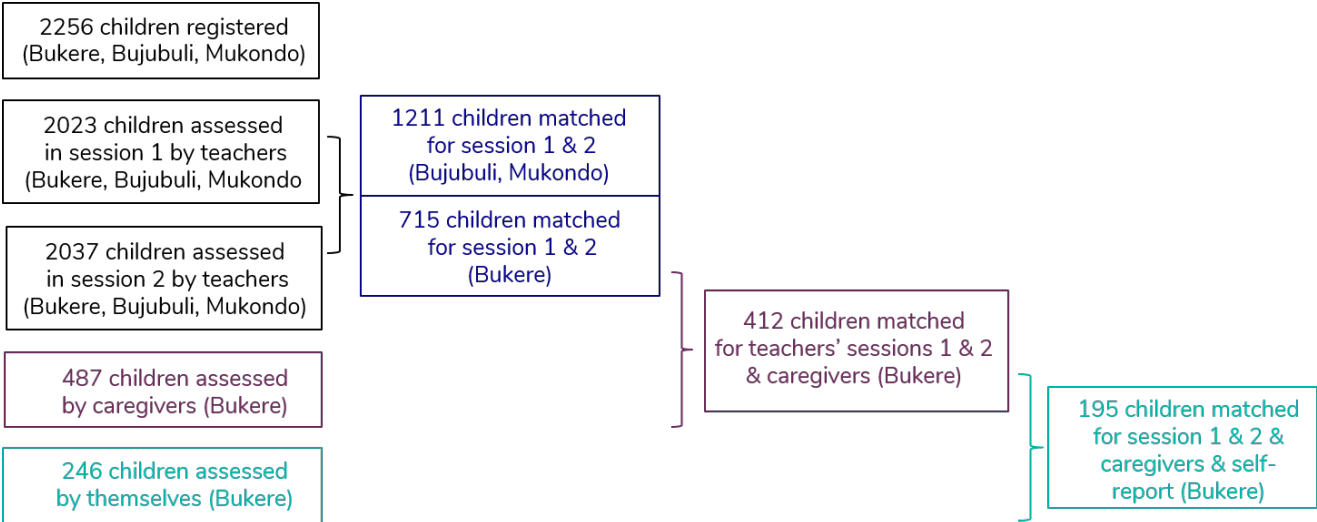 2256 children registered
(Bukere, Bujubuli, Mukondo)
2023 children assessed
in session 1 by teachers
(Bukere, Bujubuli, Mukondo
2037 children assessed
in session 2 by teachers
(Bukere, Bujubuli, Mukondo)
487 children assessed
by caregivers (Bukere)
246 children assessed
by themselves (Bukere)
1211 children matched
for session 1 & 2
(Bujubuli, Mukondo)
715 children matched
for session 1 & 2
(Bukere)
412 children matched
for teachers’ sessions 1 & 2
& caregivers (Bukere)
195 children matched
for session 1 & 2 &
caregivers & self-
report (Bukere)